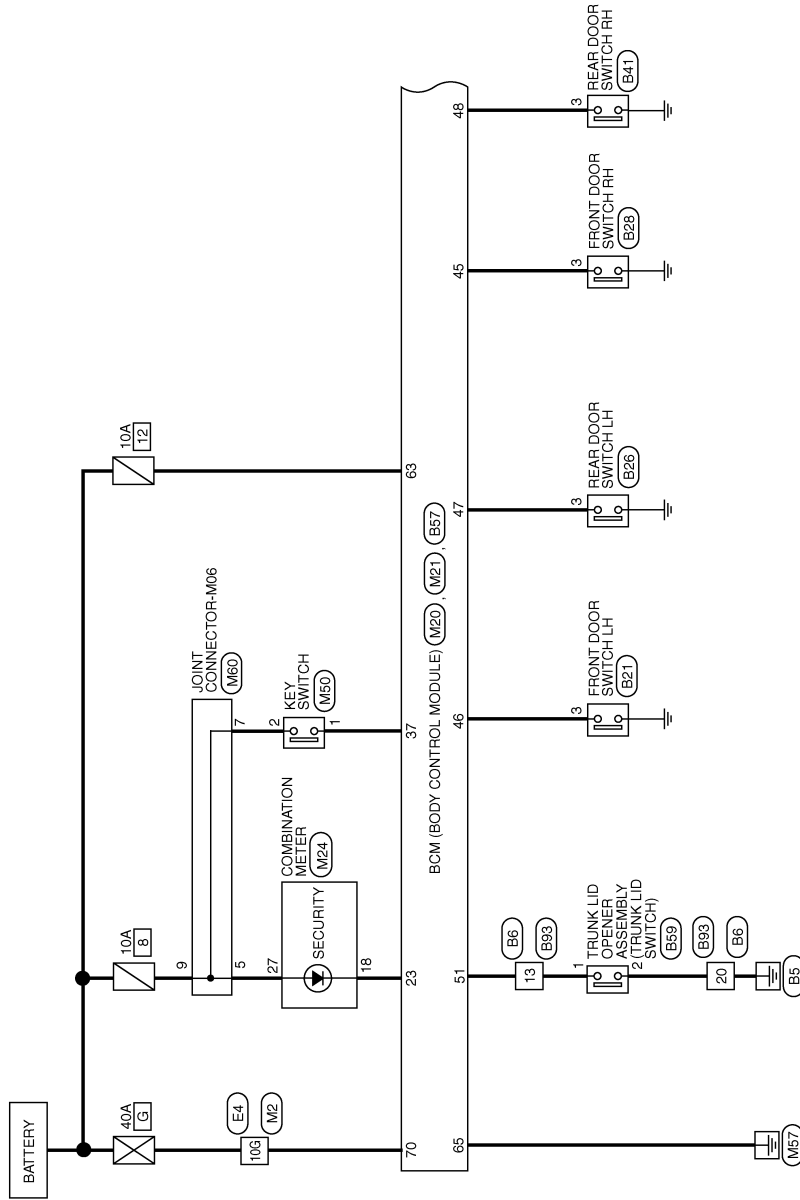 BATTERY
40A
G
10A
8
10A
12
E4
M2
10G
JOINT
CONNECTOR-M06
M60
9
5
7
KEY
SWITCH
M50
2
1
COMBINATION
METER
M24
SECURITY
27
18
70
23
37
63
BCM (BODY CONTROL MODULE) M20 , M21 , B57
65
51
46
47
45
48
B6
B93
13
1
TRUNK LID
OPENER
ASSEMBLY
(TRUNK LID
SWITCH)
B59
2
B93
B6
20
B5
M57
FRONT DOOR
SWITCH LH
B21
3
REAR DOOR
SWITCH LH
B26
3
FRONT DOOR
SWITCH RH
B28
3
REAR DOOR
SWITCH RH
B41
3